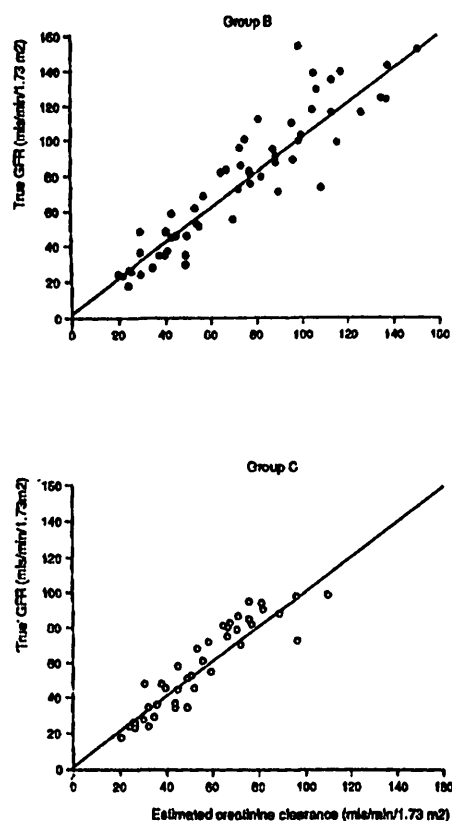 Group B
True GFR (mls/min/1.73 m2)
160
140
120
100
80
60
40
20
0
0 20 40 60 80 100 120 140 160
Group C
'True' GFR (mls/min/1.73m2)
160
140
120
100
80
60
40
20
0
0 20 40 60 80 100 120 140 160
Estimated creatinine clearance (mls/min/1.73 m2)